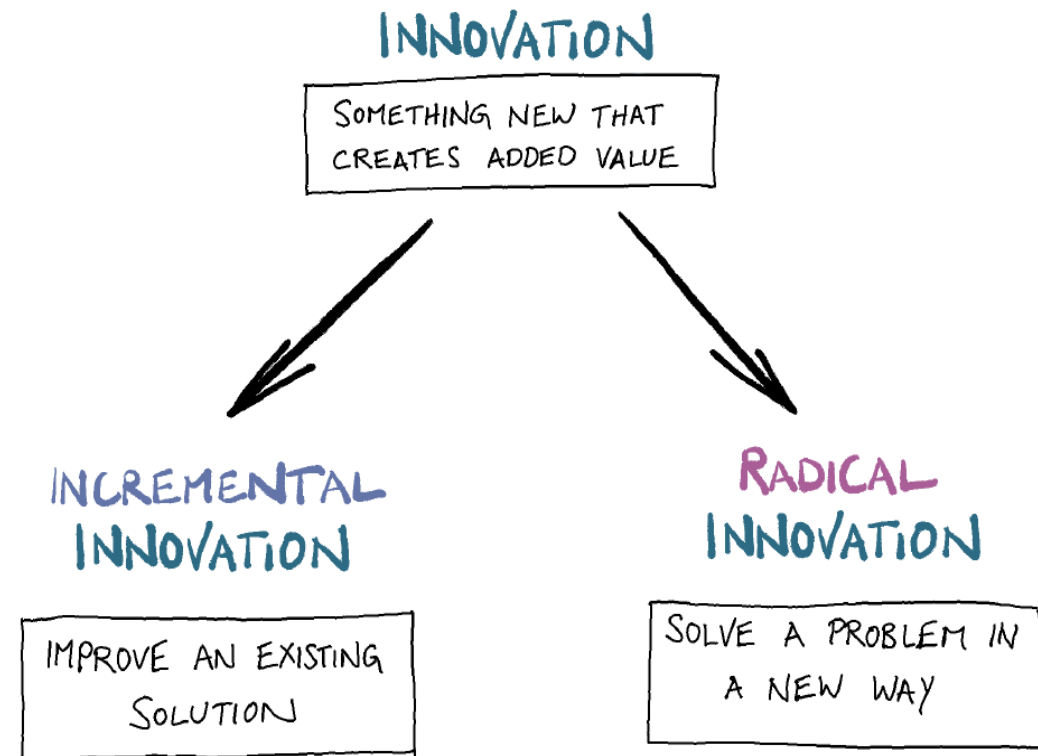 INNOVATION
SOMETHING NEW THAT
CREATES ADDED VALUE
INCREMENTAL
INNOVATION
IMPROVE AN EXISTING
SOLUTION
RADICAL
INNOVATION
SOLVE A PROBLEM IN
A NEW WAY